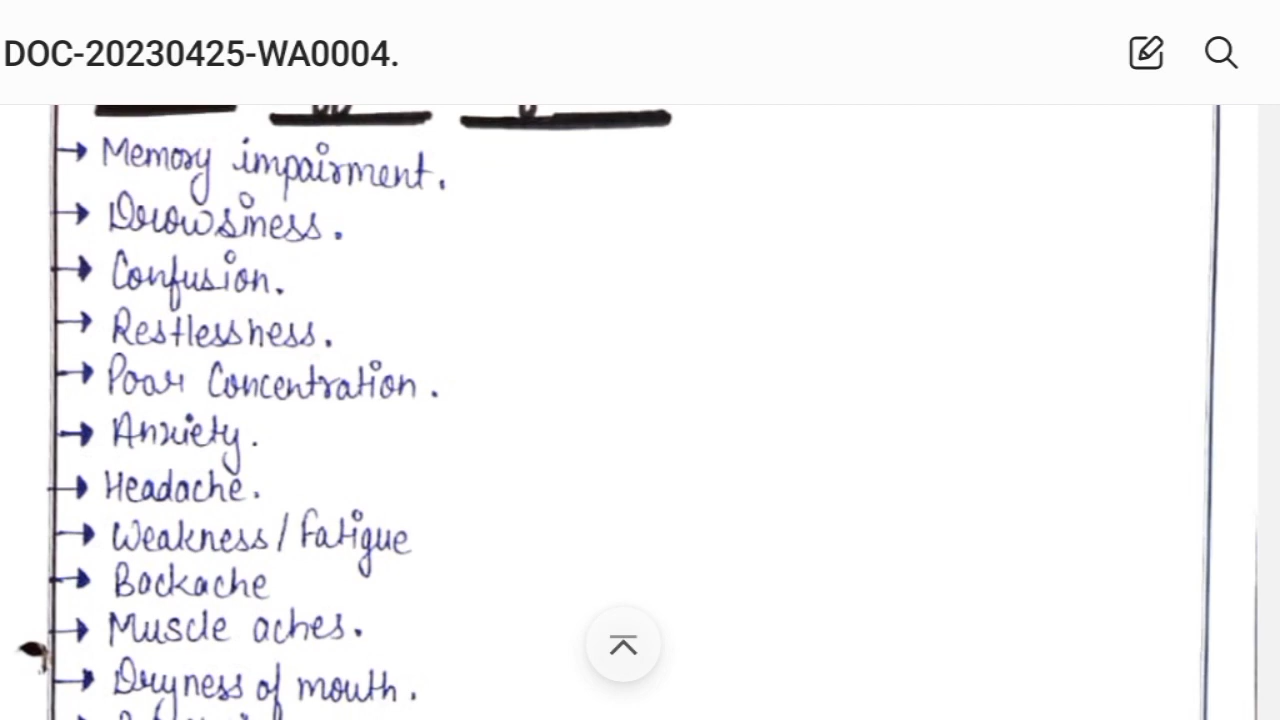 DOC-20230425-WA0004.
→ Memory impairment.
→ Drowsiness.
→ Confusion.
→ Restlessness.
→ Poor Concentration.
→ Anxiety.
→ Headache.
→ Weakness / fatigue
→ Backache
→ Muscle aches.
→ Dryness of mouth.